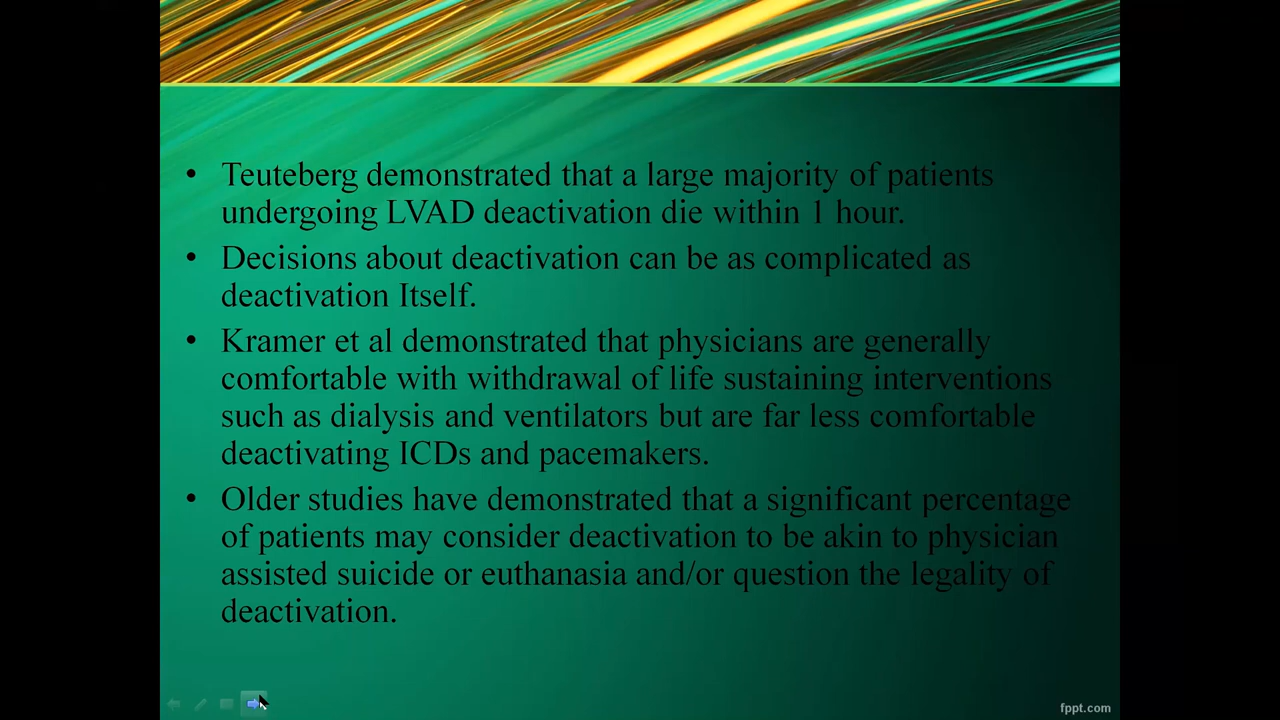 • Teuteberg demonstrated that a large majority of patients
undergoing LVAD deactivation die within 1 hour.
• Decisions about deactivation can be as complicated as
deactivation Itself.
• Kramer et al demonstrated that physicians are generally
comfortable with withdrawal of life sustaining interventions
such as dialysis and ventilators but are far less comfortable
deactivating ICDs and pacemakers.
• Older studies have demonstrated that a significant percentage
of patients may consider deactivation to be akin to physician
assisted suicide or euthanasia and/or question the legality of
deactivation.
fppt.com